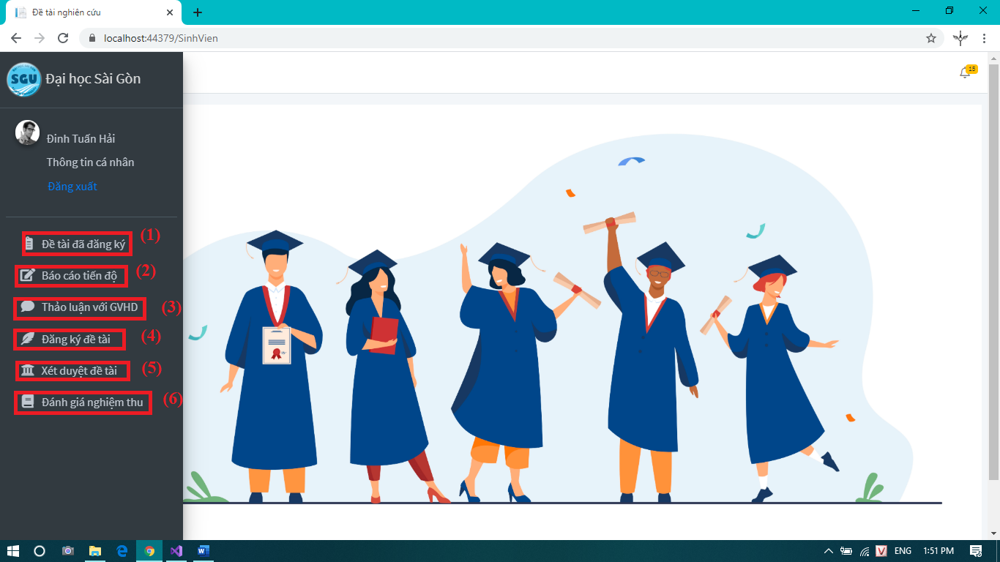 Đề tài nghiên cứu
localhost:44379/SinhVien
SGU Đại học Sài Gòn
15
Đinh Tuấn Hải
Thông tin cá nhân
Đăng xuất
Đề tài đã đăng ký (1)
Báo cáo tiến độ (2)
Thảo luận với GVHD (3)
Đăng ký đề tài (4)
Xét duyệt đề tài (5)
Đánh giá nghiệm thu (6)
ENG 1:51 PM